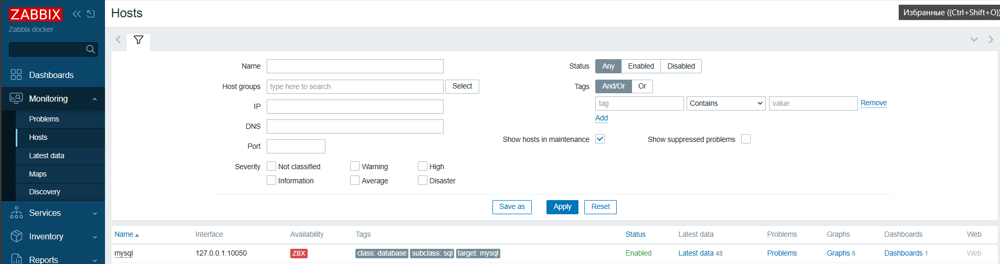 ZABBIX
Zabbix docker
Dashboards
Monitoring
Problems
Hosts
Latest data
Maps
Discovery
Services
Inventory
Reports
Hosts
Избранные ((Ctrl+Shift+O))
Name
Host groups type here to search Select
IP
DNS
Port
Severity Not classified Warning High
Information Average Disaster
Status Any Enabled Disabled
Tags And/Or Or
tag Contains value Remove
Add
Show hosts in maintenance Show suppressed problems
Save as Apply Reset
Name Interface Availability Tags Status Latest data Problems Graphs Dashboards Web
mysql 127.0.0.1:10050 ZBX class: database subclass: sql target: mysql Enabled Latest data 48 Problems Graphs 6 Dashboards 1 Web